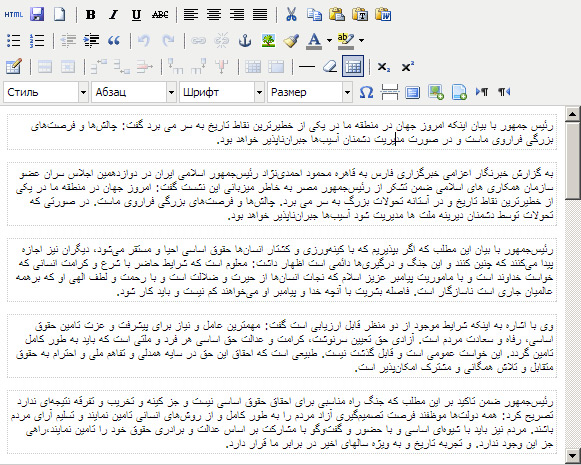 HTML
B I U ABC
Стиль Абзац Шрифт Размер
رئیس جمهور با بیان اینکه امروز جهان در منطقه ما در یکی از خطیرترین نقاط تاریخ به سر می برد گفت: چالش‌ها و فرصت‌های
بزرگی فراروی ماست و در صورت مدیریت دشمنان آسیب‌ها جبران‌ناپذیر خواهد بود.
به گزارش خبرنگار اعزامی خبرگزاری فارس به قاهره محمود احمدی‌نژاد رئیس‌جمهور اسلامی ایران در دوازدهمین اجلاس سران عضو
سازمان همکاری های اسلامی ضمن تشکر از رئیس‌جمهور مصر به خاطر میزبانی این نشست گفت: امروز جهان در منطقه ما در یکی
از خطیرترین نقاط تاریخ و در آستانه تحولات بزرگ به سر می برد. چالش‌ها و فرصت‌های بزرگی فراروی ماست. در صورتی که
تحولات توسط دشمنان دیرینه ملت ها مدیریت شود آسیب‌ها جبران‌ناپذیر خواهد بود.
رئیس‌جمهور با بیان این مطلب که اگر بپذیریم که با کینه‌ورزی و کشتار انسان‌ها حقوق اساسی احیا و مستقر می‌شود، دیگران نیز اجازه
پیدا می‌کنند که چنین کنند و این جنگ و درگیری‌ها دائمی است اظهار داشت: معلوم است که شرایط حاضر با شرع و کرامت انسانی که
خواست خداوند است و با ماموریت پیامبر عزیز اسلام که نجات انسان‌ها از حیرت و ضلالت است و با رحمت و لطف الهی او که برهمه
عالمیان جاری است ناسازگار است. فاصله بشریت با آنچه خدا و پیامبر او می‌خواهند کم نیست و باید کار شود.
وی با اشاره به اینکه شرایط موجود از دو منظر قابل ارزیابی است گفت: مهمترین عامل و نیاز برای پیشرفت و عزت تامین حقوق
اساسی، رفاه و سعادت مردم است. آزادی حق تعیین سرنوشت، کرامت و عدالت حق اساسی هر فرد و ملتی است که باید به طور کامل
تامین گردد. این خواست عمومی است و قابل گذشت نیست. طبیعی است که احقاق این حق در سایه همدلی و تفاهم ملی و احترام به حقوق
متقابل و تلاش همگانی و مشترک امکان‌پذیر است.
رئیس‌جمهور ضمن تاکید بر این مطلب که جنگ راه مناسبی برای احقاق حقوق اساسی نیست و جز کینه و تخریب و تفرقه نتیجه‌ای ندارد
تصریح کرد: همه دولت‌ها موظفند فرصت تصمیم‌گیری آزاد مردم را به طور کامل و از روش‌های انسانی تامین نمایند و تسلیم آرای مردم
باشند. مردم نیز باید با شیوه‌ای اساسی و با حضور و گفت‌وگو با مشارکت بر اساس عدالت و برادری حقوق خود را تامین نمایند،راهی
جز این وجود ندارد. و تجربه تاریخ و به ویژه سالهای اخیر در برابر ما قرار دارد.